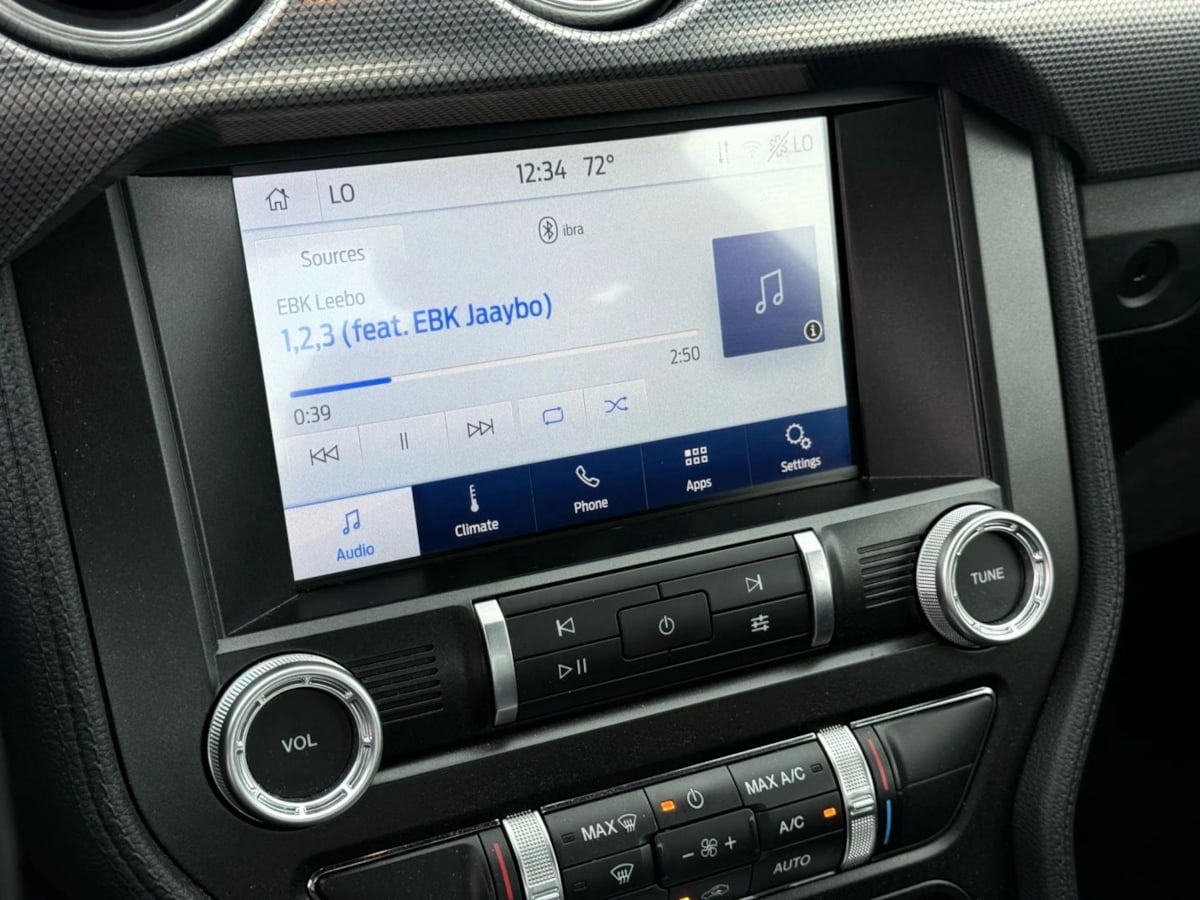 LO
12:34 72°
LO
ibra
Sources
EBK Leebo
1,2,3 (feat. EBK Jaaybo)
2:50
0:39
Audio
Climate
Phone
Apps
Settings
TUNE
VOL
MAX
MAX A/C
A/C
AUTO